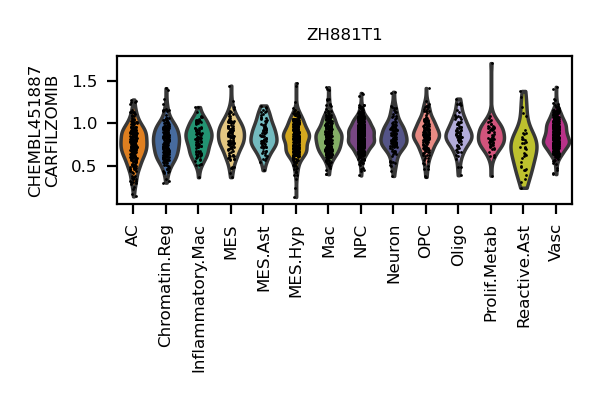 ZH881T1
CHEMBL451887
CARFILZOMIB
1.5
1.0
0.5
AC
Chromatin.Reg
Inflammatory.Mac
MES
MES.Ast
MES.Hyp
Mac
NPC
Neuron
OPC
Oligo
Prolif.Metab
Reactive.Ast
Vasc